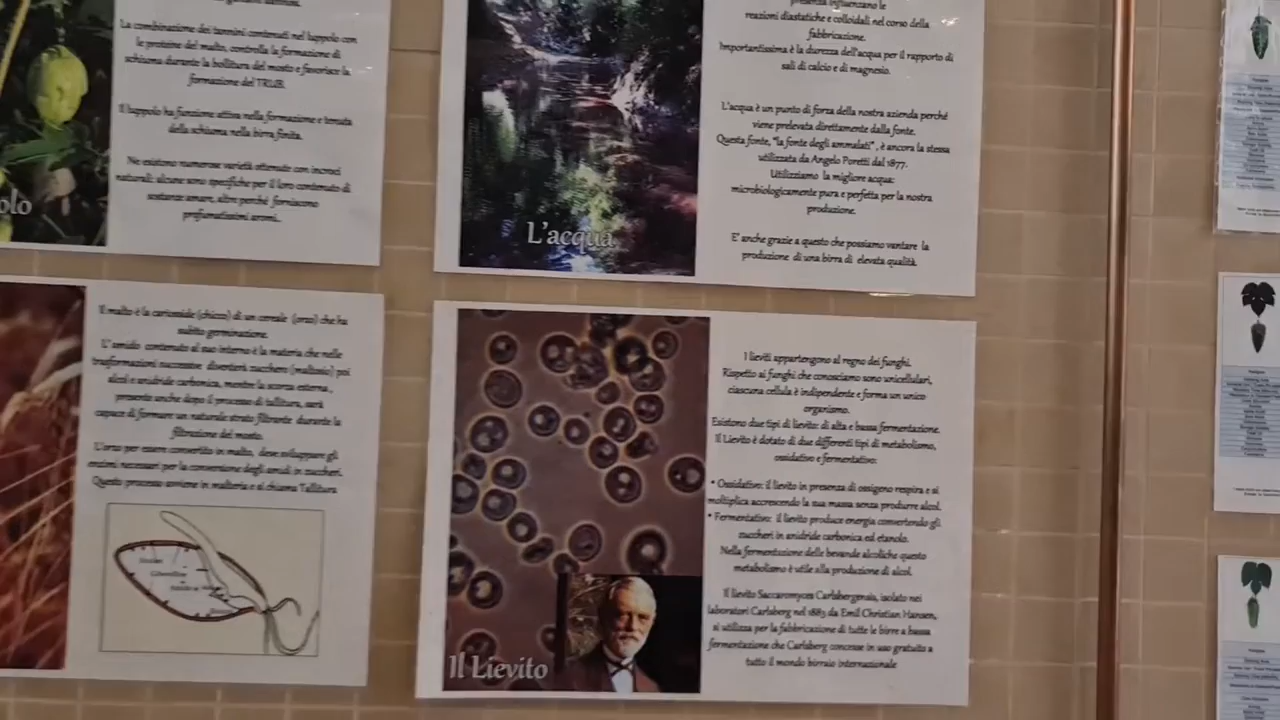 La combinazione dei tannini contenuti nel luppolo con
le proteine del malto, controlla la formazione di
schiuma durante la bollitura del mosto e favorisce la
formazione del TRUB.
Il luppolo ha funzione attiva nella formazione e tenuta
della schiuma nella birra finita.
Ne esistono numerose varietà ottenute con incroci
naturali: alcune sono specifiche per il loro contenuto di
sostanze amare, altre perché forniscono
profumatissimi aromi.
olo
presenza influenzano le
reazioni diastatiche e colloidali nel corso della
fabbricazione.
Importantissima è la durezza dell'acqua per il rapporto di
sali di calcio e di magnesio.
L'acqua è un punto di forza della nostra azienda perché
viene prelevata direttamente dalla fonte.
Questa fonte, "la fonte degli ammalati" , è ancora la stessa
utilizzata da Angelo Poretti dal 1877.
Utilizziamo la migliore acqua:
microbiologicamente pura e perfetta per la nostra
produzione.
E' anche grazie a questo che possiamo vantare la
produzione di una birra di elevata qualità.
L'acqua
Il malto è la cariosside (chicco) di un cereale (orzo) che ha
subito germinazione.
L' amido contenuto al suo interno è la materia che nelle
trasformazioni successive diventerà zucchero (maltosio) poi
alcol e anidride carbonica, mentre la scorza esterna ,
presente anche dopo il processo di tallitura, sarà
capace di formare un naturale strato filtrante durante la
filtrazione del mosto.
L'orzo per essere convertito in malto, deve sviluppare gli
enzimi necessari per la conversione degli amidi in zuccheri.
Questo processo avviene in malteria e si chiama Tallitura
I lieviti appartengono al regno dei funghi.
Rispetto ai funghi che conosciamo sono unicellulari,
ciascuna cellula è indipendente e forma un unico
organismo.
Esistono due tipi di lievito: di alta e bassa fermentazione.
Il Lievito è dotato di due differenti tipi di metabolismo,
ossidativo e fermentativo:
• Ossidativo: il lievito in presenza di ossigeno respira e si
moltiplica accrescendo la sua massa senza produrre alcol.
• Fermentativo: il lievito produce energia convertendo gli
zuccheri in anidride carbonica ed etanolo.
Nella fermentazione delle bevande alcoliche questo
metabolismo è utile alla produzione di alcol.
Il lievito Saccaromyces Carlsbergensis, isolato nei
laboratori Carlsberg nel 1883 da Emil Christian Hansen,
si utilizza per la fabbricazione di tutte le birre a bassa
fermentazione che Carlsberg concesse in uso gratuito a
tutto il mondo birraio internazionale
Il Lievito